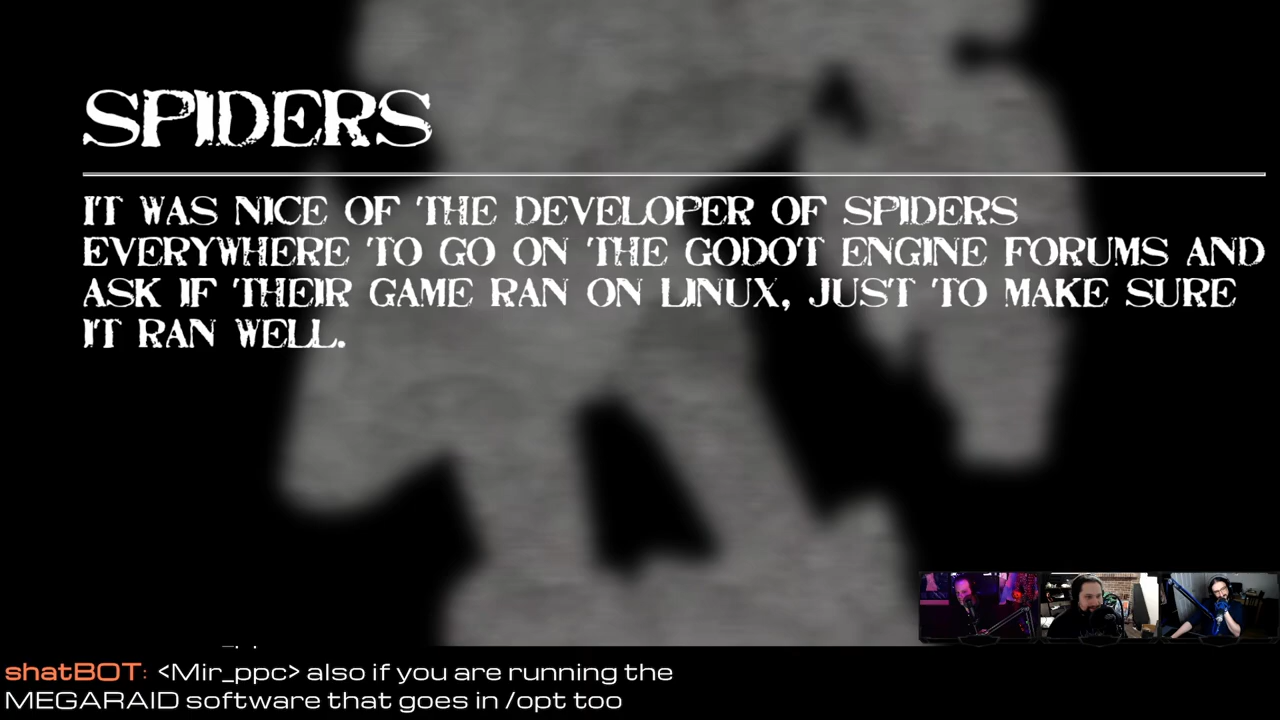 SPIDERS
IT WAS NICE OF THE DEVELOPER OF SPIDERS
EVERYWHERE TO GO ON THE GODOT ENGINE FORUMS AND
ASK IF THEIR GAME RAN ON LINUX, JUST TO MAKE SURE
IT RAN WELL.
shatBOT: <Mir_ppc> also if you are running the
MEGARAID software that goes in /opt too